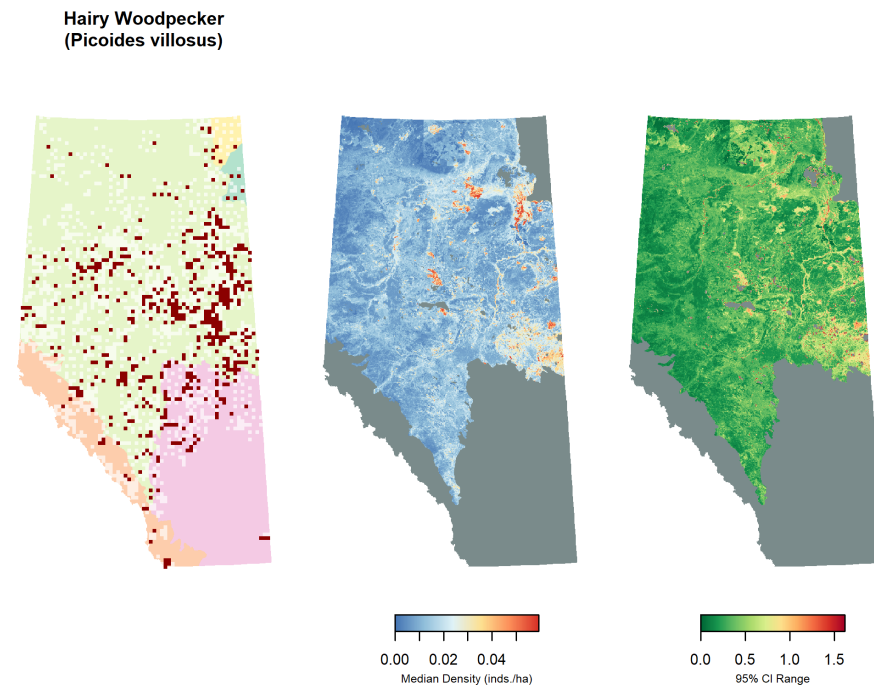 Hairy Woodpecker
(Picoides villosus)
0.00 0.02 0.04
Median Density (inds./ha)
0.0 0.5 1.0 1.5
95% CI Range